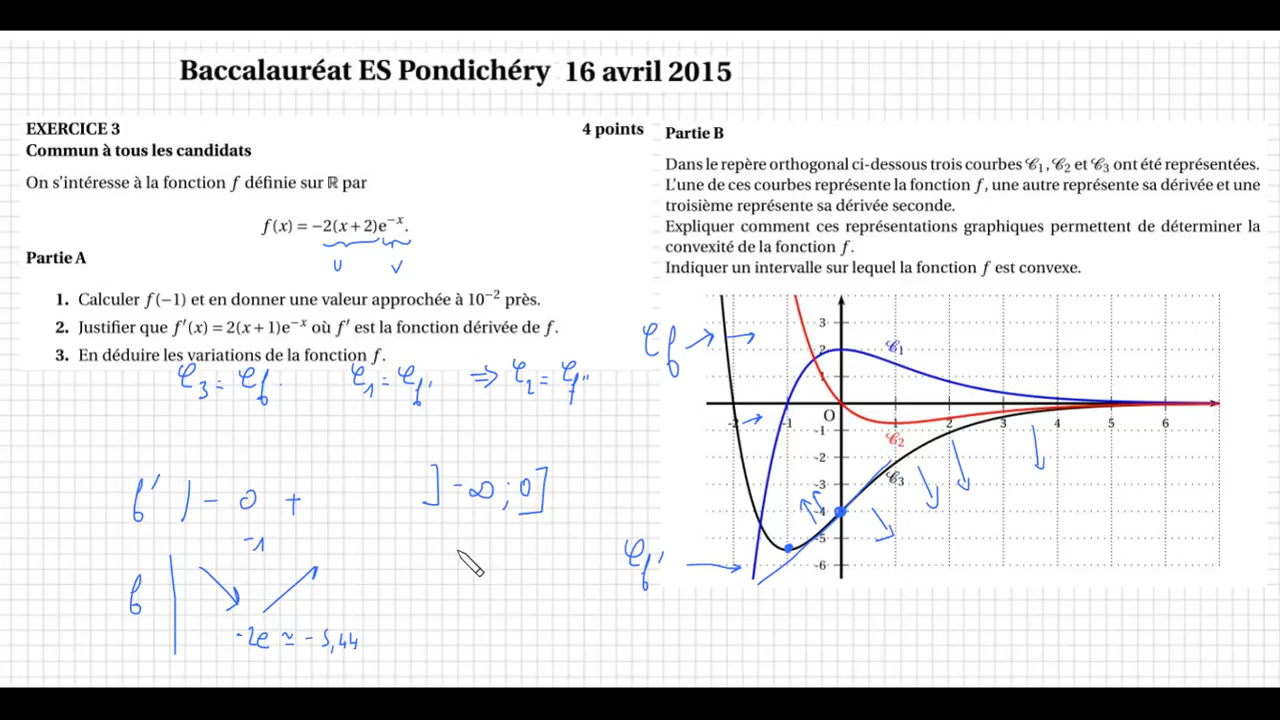 Baccalauréat ES Pondichéry 16 avril 2015
EXERCICE 3 4 points
Commun à tous les candidats
On s'intéresse à la fonction f définie sur ℝ par
f(x) = −2(x+2)e⁻ˣ.
U V
Partie A
1. Calculer f(−1) et en donner une valeur approchée à 10⁻² près.
2. Justifier que f′(x) = 2(x+1)e⁻ˣ où f′ est la fonction dérivée de f.
3. En déduire les variations de la fonction f.
𝒞₃ = 𝒞f. 𝒞₁ = 𝒞f' ⇒ 𝒞₂ = 𝒞f''
f' ) − 0 + ]−∞ ; 0]
−1
f
−2e ≃ −5,44
Partie B
Dans le repère orthogonal ci-dessous trois courbes 𝒞₁, 𝒞₂ et 𝒞₃ ont été représentées.
L'une de ces courbes représente la fonction f, une autre représente sa dérivée et une
troisième représente sa dérivée seconde.
Expliquer comment ces représentations graphiques permettent de déterminer la
convexité de la fonction f.
Indiquer un intervalle sur lequel la fonction f est convexe.
3
𝒞f
2 𝒞₁
1
O
-2 -1 1 2 3 4 5 6
-1
𝒞₂
-2
-3 𝒞₃
-4
-5
𝒞f'
-6